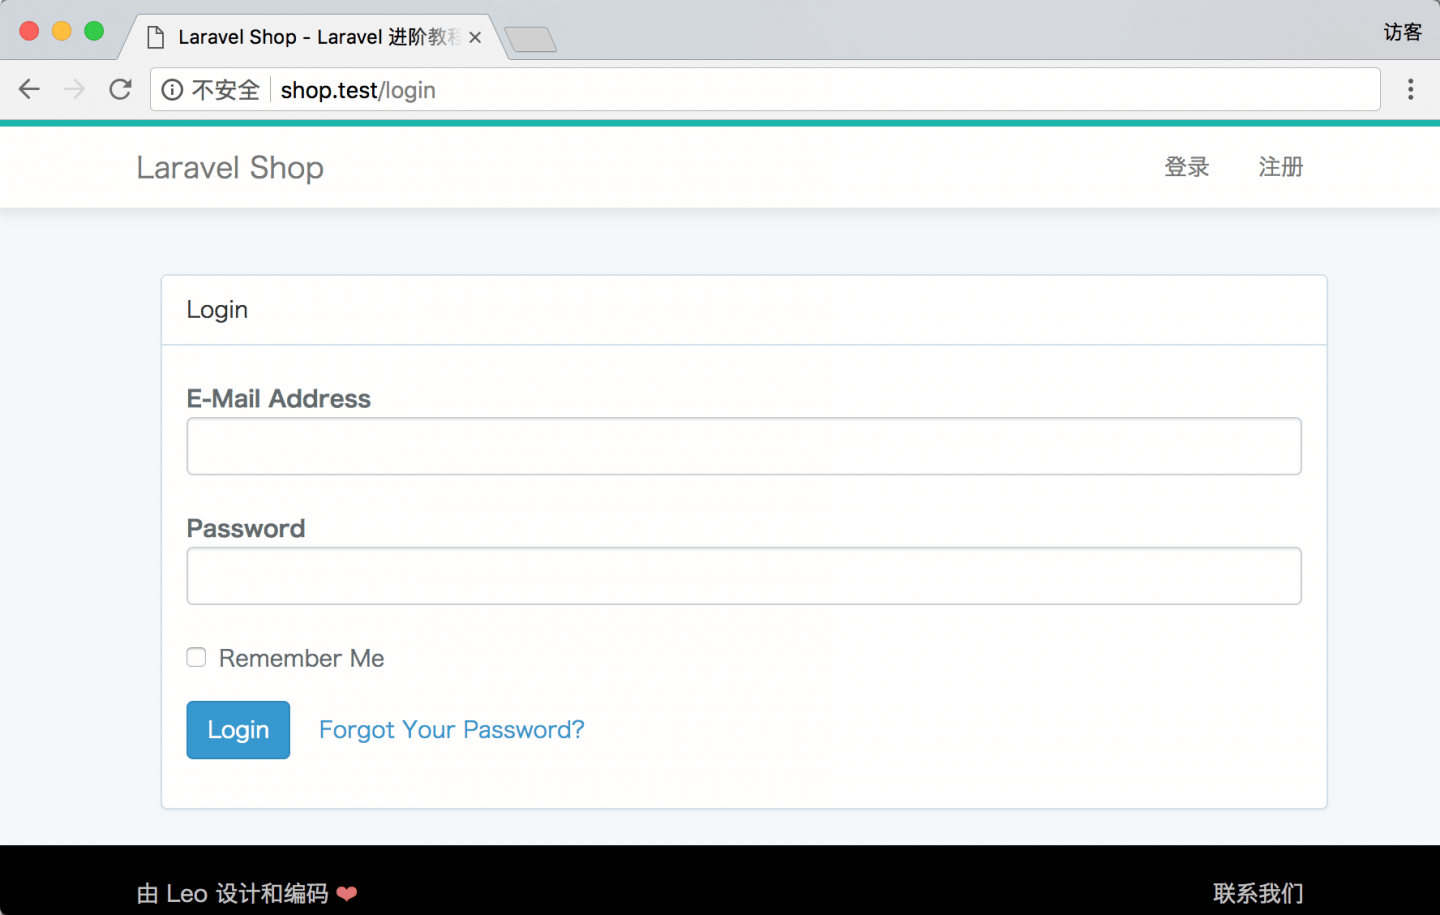 Laravel Shop - Laravel 进阶教程
访客
不安全 shop.test/login
Laravel Shop
登录 注册
Login
E-Mail Address
Password
Remember Me
Login Forgot Your Password?
由 Leo 设计和编码 ❤
联系我们